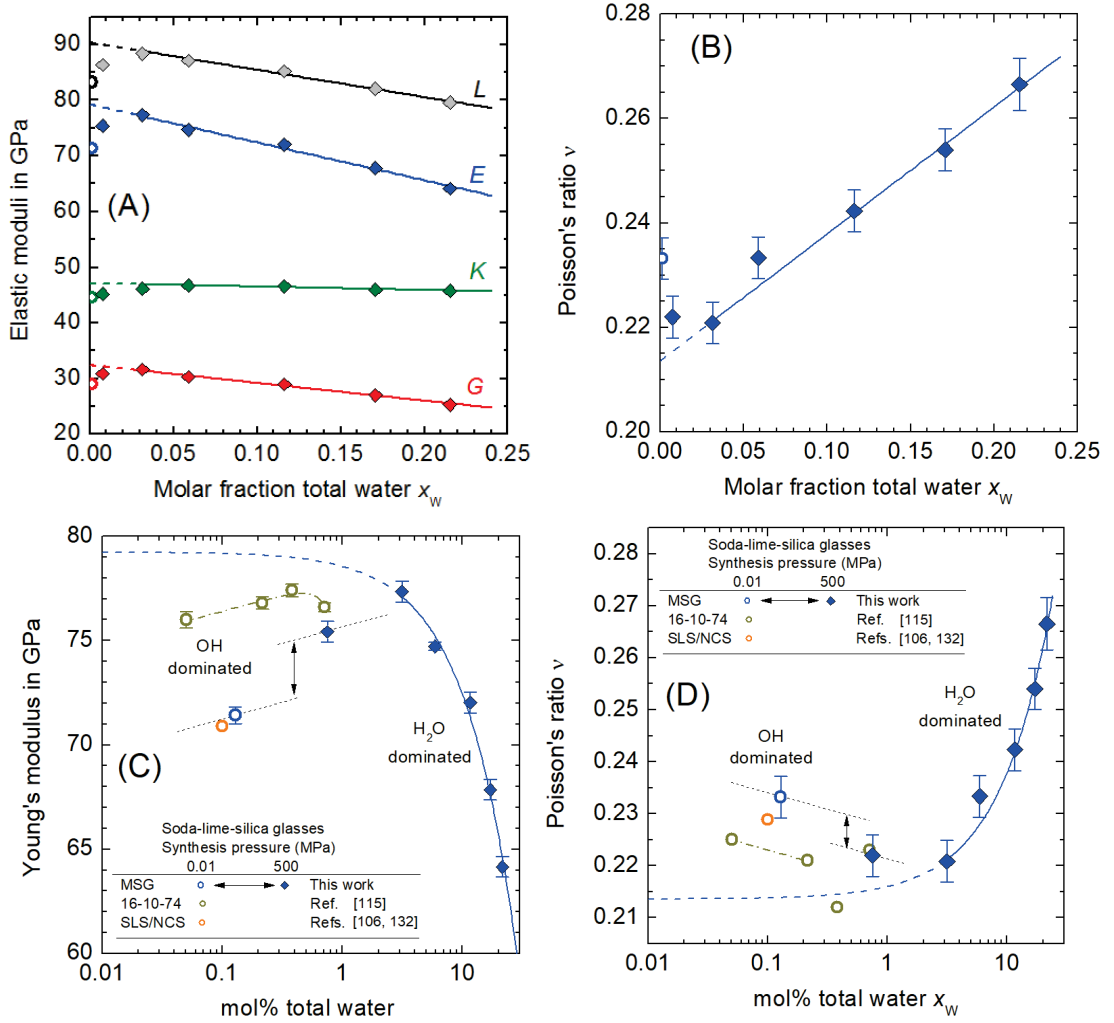 (A)
Elastic moduli in GPa
90
80
70
60
50
40
30
20
L
E
K
G
0.00 0.05 0.10 0.15 0.20 0.25
Molar fraction total water xW
(B)
Poisson's ratio ν
0.28
0.26
0.24
0.22
0.20
0.00 0.05 0.10 0.15 0.20 0.25
Molar fraction total water xW
(C)
Young's modulus in GPa
80
75
70
65
60
OH
dominated
H2O
dominated
Soda-lime-silica glasses
Synthesis pressure (MPa)
0.01 500
MSG This work
16-10-74 Ref. [115]
SLS/NCS Refs. [106, 132]
0.01 0.1 1 10
mol% total water
(D)
Poisson's ratio ν
0.28
0.27
0.26
0.25
0.24
0.23
0.22
0.21
Soda-lime-silica glasses
Synthesis pressure (MPa)
0.01 500
MSG This work
16-10-74 Ref. [115]
SLS/NCS Refs. [106, 132]
OH
dominated
H2O
dominated
0.01 0.1 1 10
mol% total water xW